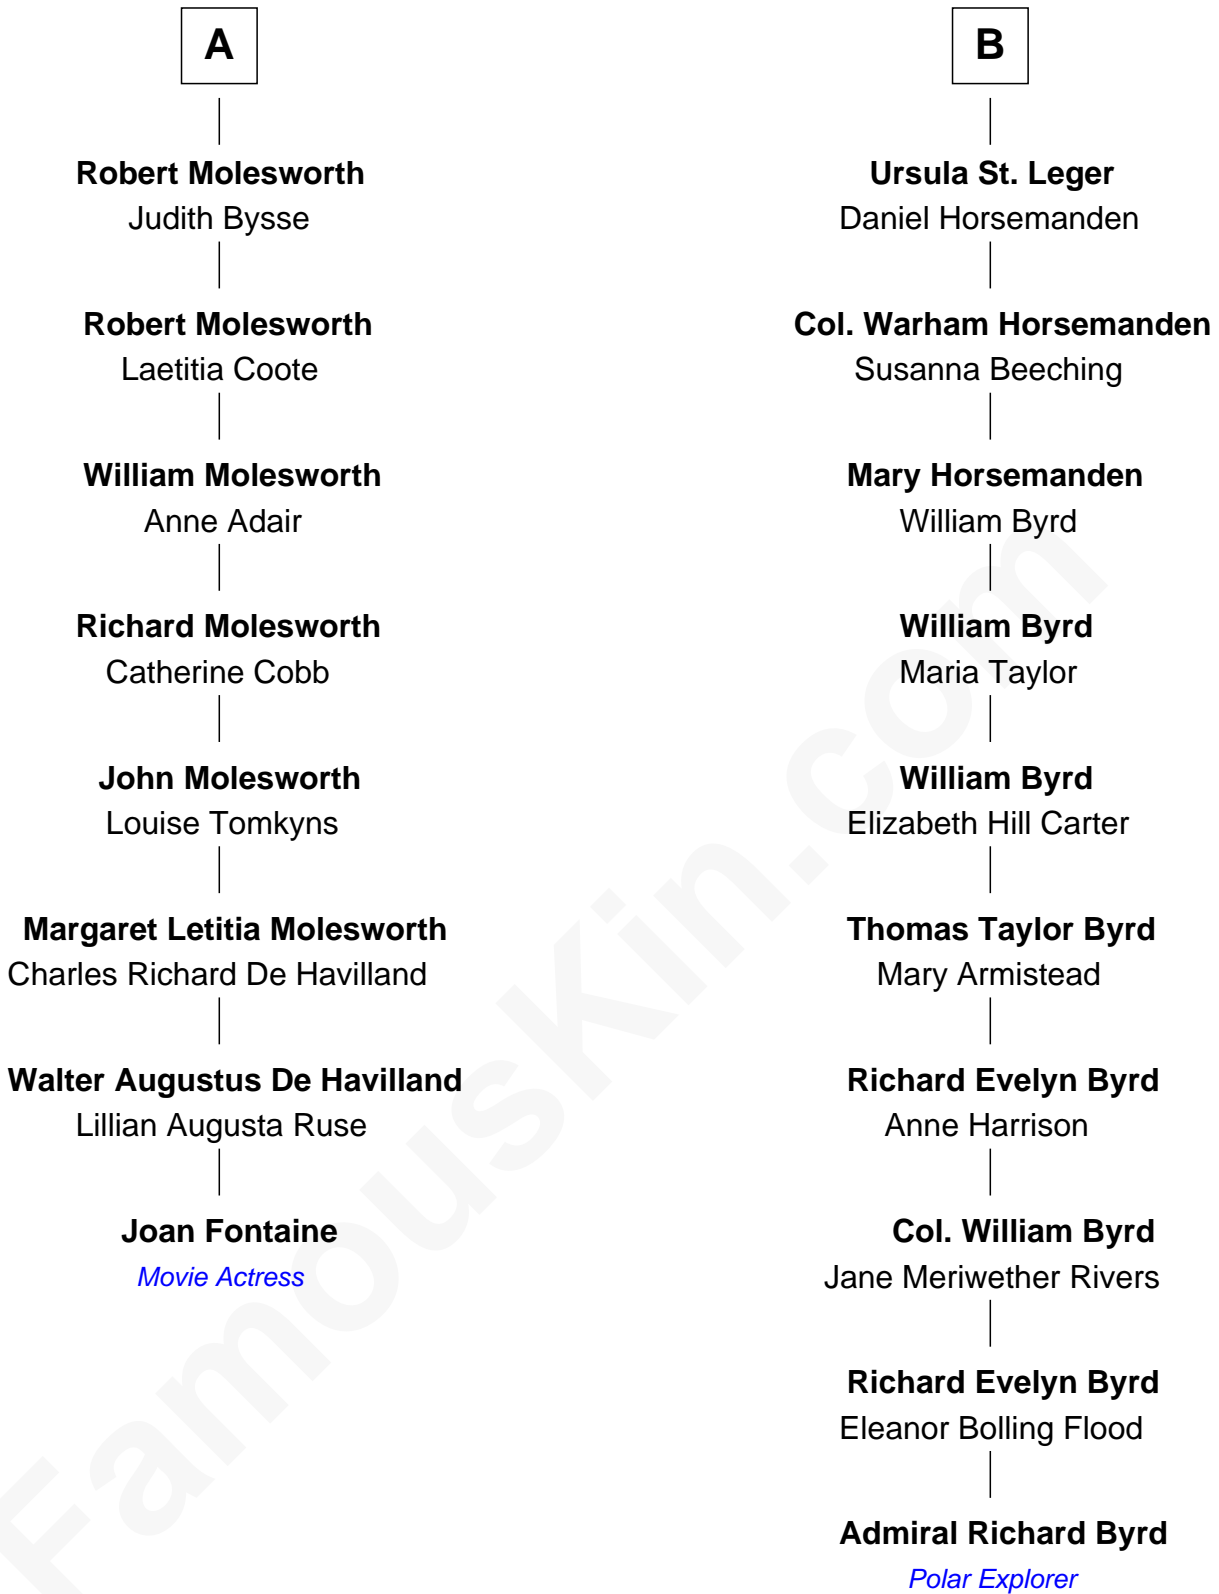 A
Robert Molesworth
Judith Bysse
Robert Molesworth
Laetitia Coote
William Molesworth
Anne Adair
Richard Molesworth
Catherine Cobb
John Molesworth
Louise Tomkyns
Margaret Letitia Molesworth
Charles Richard De Havilland
Walter Augustus De Havilland
Lillian Augusta Ruse
Joan Fontaine
Movie Actress
B
Ursula St. Leger
Daniel Horsemanden
Col. Warham Horsemanden
Susanna Beeching
Mary Horsemanden
William Byrd
William Byrd
Maria Taylor
William Byrd
Elizabeth Hill Carter
Thomas Taylor Byrd
Mary Armistead
Richard Evelyn Byrd
Anne Harrison
Col. William Byrd
Jane Meriwether Rivers
Richard Evelyn Byrd
Eleanor Bolling Flood
Admiral Richard Byrd
Polar Explorer
FamousKin.com